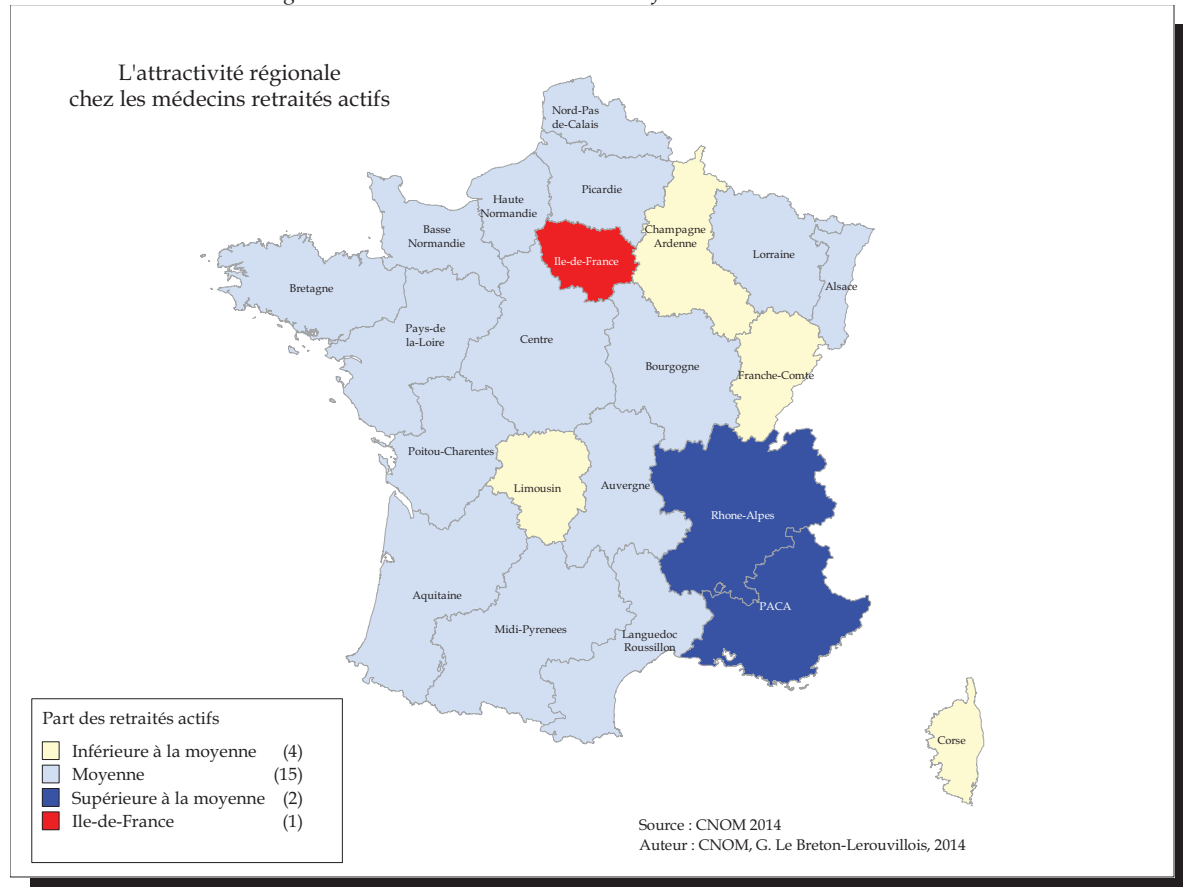 L'attractivité régionale
chez les médecins retraités actifs
Nord-Pas
de-Calais
Picardie
Haute
Normandie
Basse
Normandie
Champagne
Ardenne
Lorraine
Alsace
Ile-de-France
Bretagne
Pays-de
la-Loire
Centre
Bourgogne
Franche-Comté
Poitou-Charentes
Limousin
Auvergne
Rhone-Alpes
Aquitaine
Midi-Pyrenees
Languedoc
Roussillon
PACA
Corse
Part des retraités actifs
Inférieure à la moyenne (4)
Moyenne (15)
Supérieure à la moyenne (2)
Ile-de-France (1)
Source : CNOM 2014
Auteur : CNOM, G. Le Breton-Lerouvillois, 2014